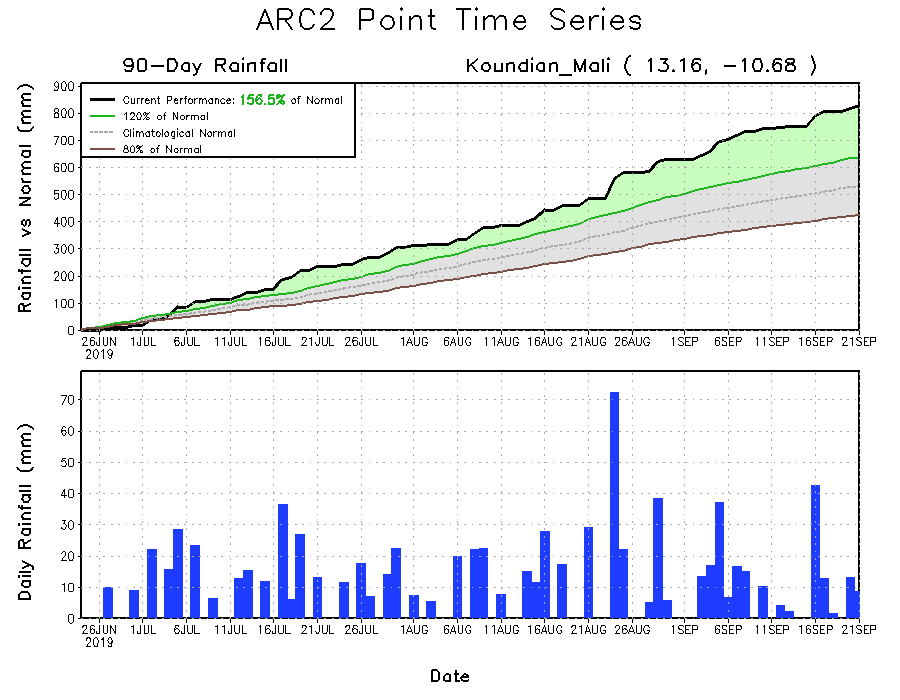 ARC2 Point Time Series
90-Day Rainfall
Koundian_Mali ( 13.16, -10.68 )
Rainfall vs Normal (mm)
900
800
700
600
500
400
300
200
100
0
Current Performance: 156.5% of Normal
120% of Normal
Climatological Normal
80% of Normal
26JUN 1JUL 6JUL 11JUL 16JUL 21JUL 26JUL 1AUG 6AUG 11AUG 16AUG 21AUG 26AUG 1SEP 6SEP 11SEP 16SEP 21SEP
2019
Daily Rainfall (mm)
70
60
50
40
30
20
10
0
26JUN 1JUL 6JUL 11JUL 16JUL 21JUL 26JUL 1AUG 6AUG 11AUG 16AUG 21AUG 26AUG 1SEP 6SEP 11SEP 16SEP 21SEP
2019
Date